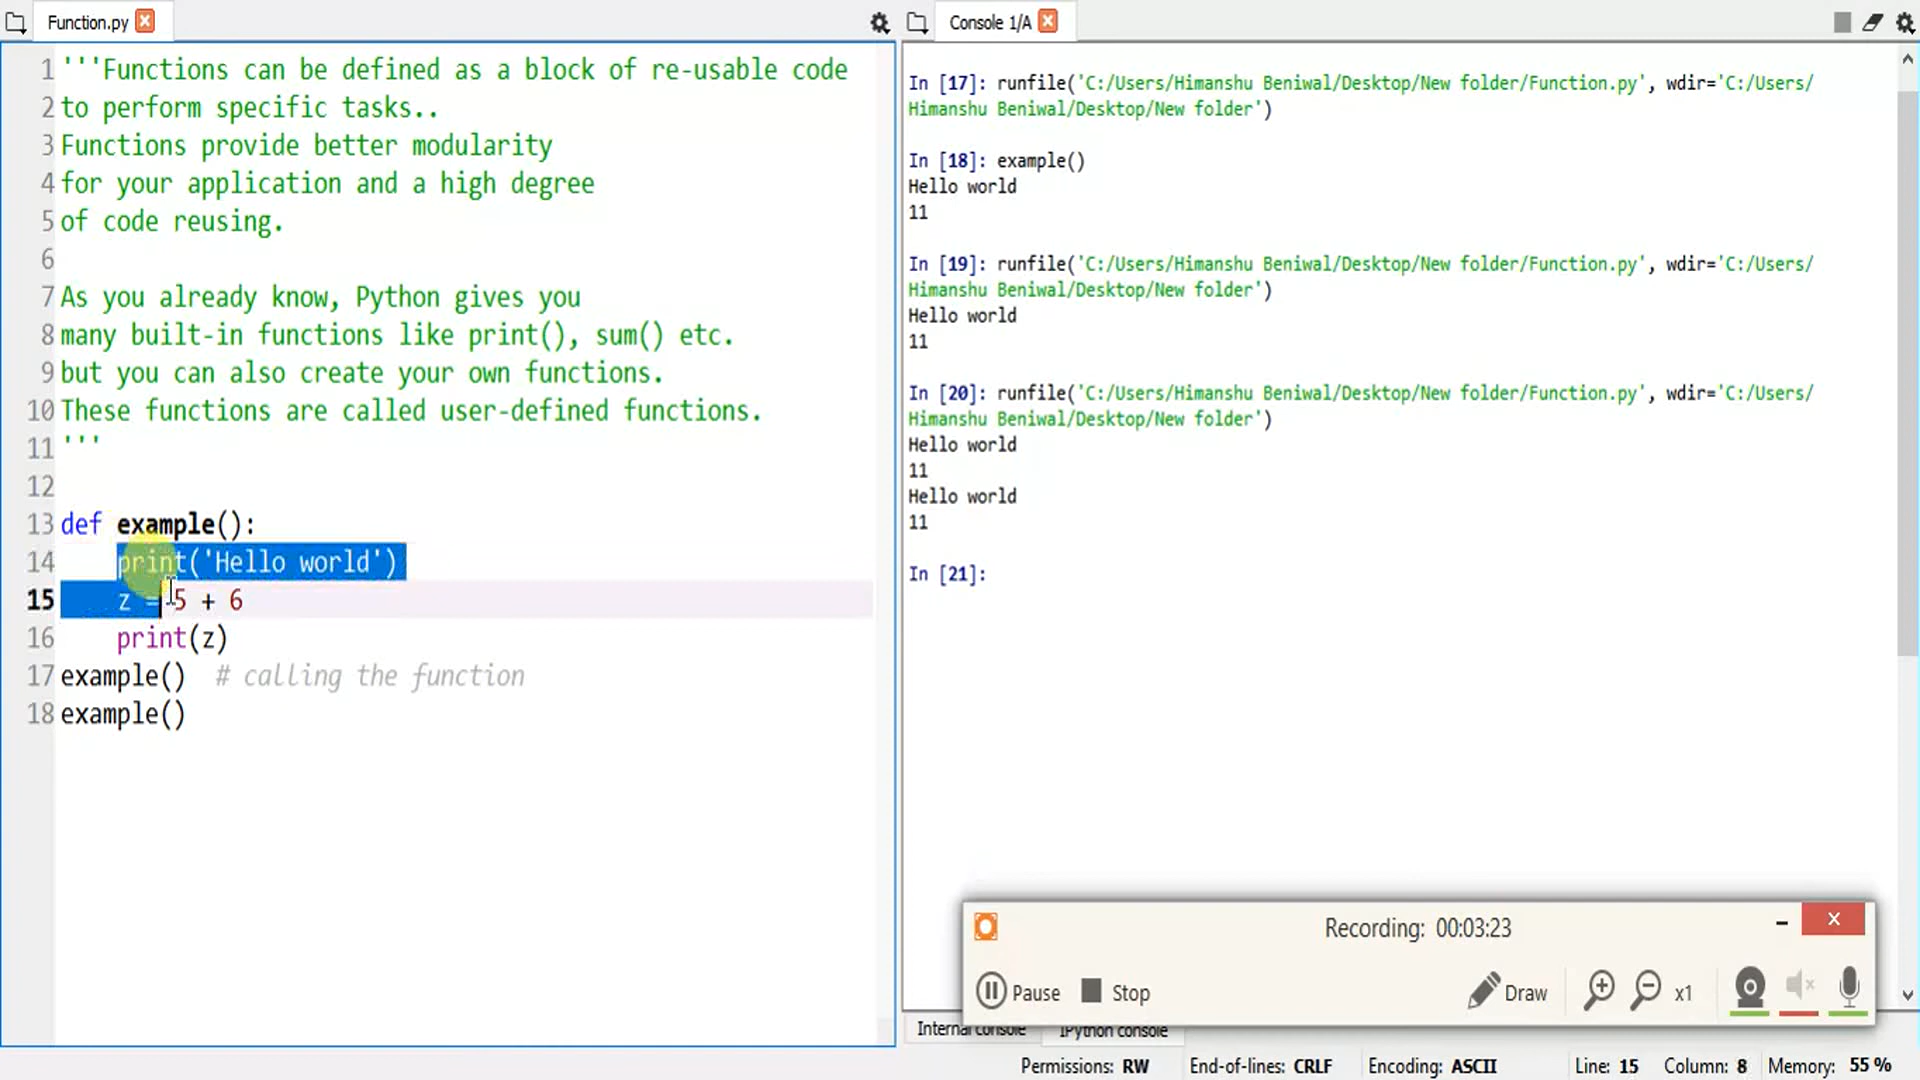 Function.py
Console 1/A
1 '''Functions can be defined as a block of re-usable code
2 to perform specific tasks..
3 Functions provide better modularity
4 for your application and a high degree
5 of code reusing.
6
7 As you already know, Python gives you
8 many built-in functions like print(), sum() etc.
9 but you can also create your own functions.
10 These functions are called user-defined functions.
11 '''
12
13 def example():
14     print('Hello world')
15     z = 5 + 6
16     print(z)
17 example()  # calling the function
18 example()
In [17]: runfile('C:/Users/Himanshu Beniwal/Desktop/New folder/Function.py', wdir='C:/Users/
Himanshu Beniwal/Desktop/New folder')
In [18]: example()
Hello world
11
In [19]: runfile('C:/Users/Himanshu Beniwal/Desktop/New folder/Function.py', wdir='C:/Users/
Himanshu Beniwal/Desktop/New folder')
Hello world
11
In [20]: runfile('C:/Users/Himanshu Beniwal/Desktop/New folder/Function.py', wdir='C:/Users/
Himanshu Beniwal/Desktop/New folder')
Hello world
11
Hello world
11
In [21]:
Recording: 00:03:23
Pause Stop Draw x1
Internal console IPython console
Permissions: RW End-of-lines: CRLF Encoding: ASCII Line: 15 Column: 8 Memory: 55 %